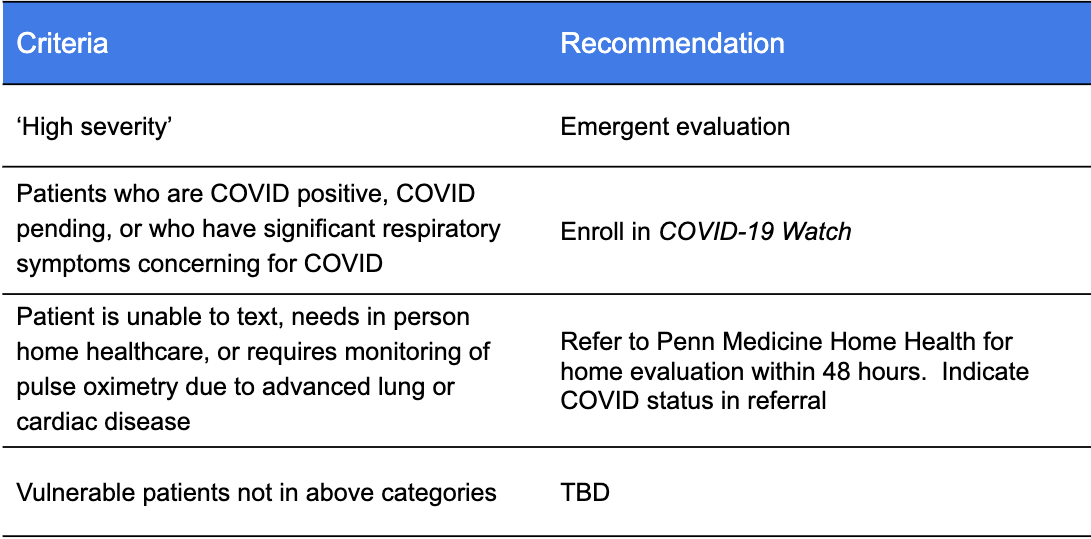 Criteria
Recommendation
‘High severity’
Emergent evaluation
Patients who are COVID positive, COVID
pending, or who have significant respiratory
symptoms concerning for COVID
Enroll in COVID-19 Watch
Patient is unable to text, needs in person
home healthcare, or requires monitoring of
pulse oximetry due to advanced lung or
cardiac disease
Refer to Penn Medicine Home Health for
home evaluation within 48 hours.  Indicate
COVID status in referral
Vulnerable patients not in above categories
TBD